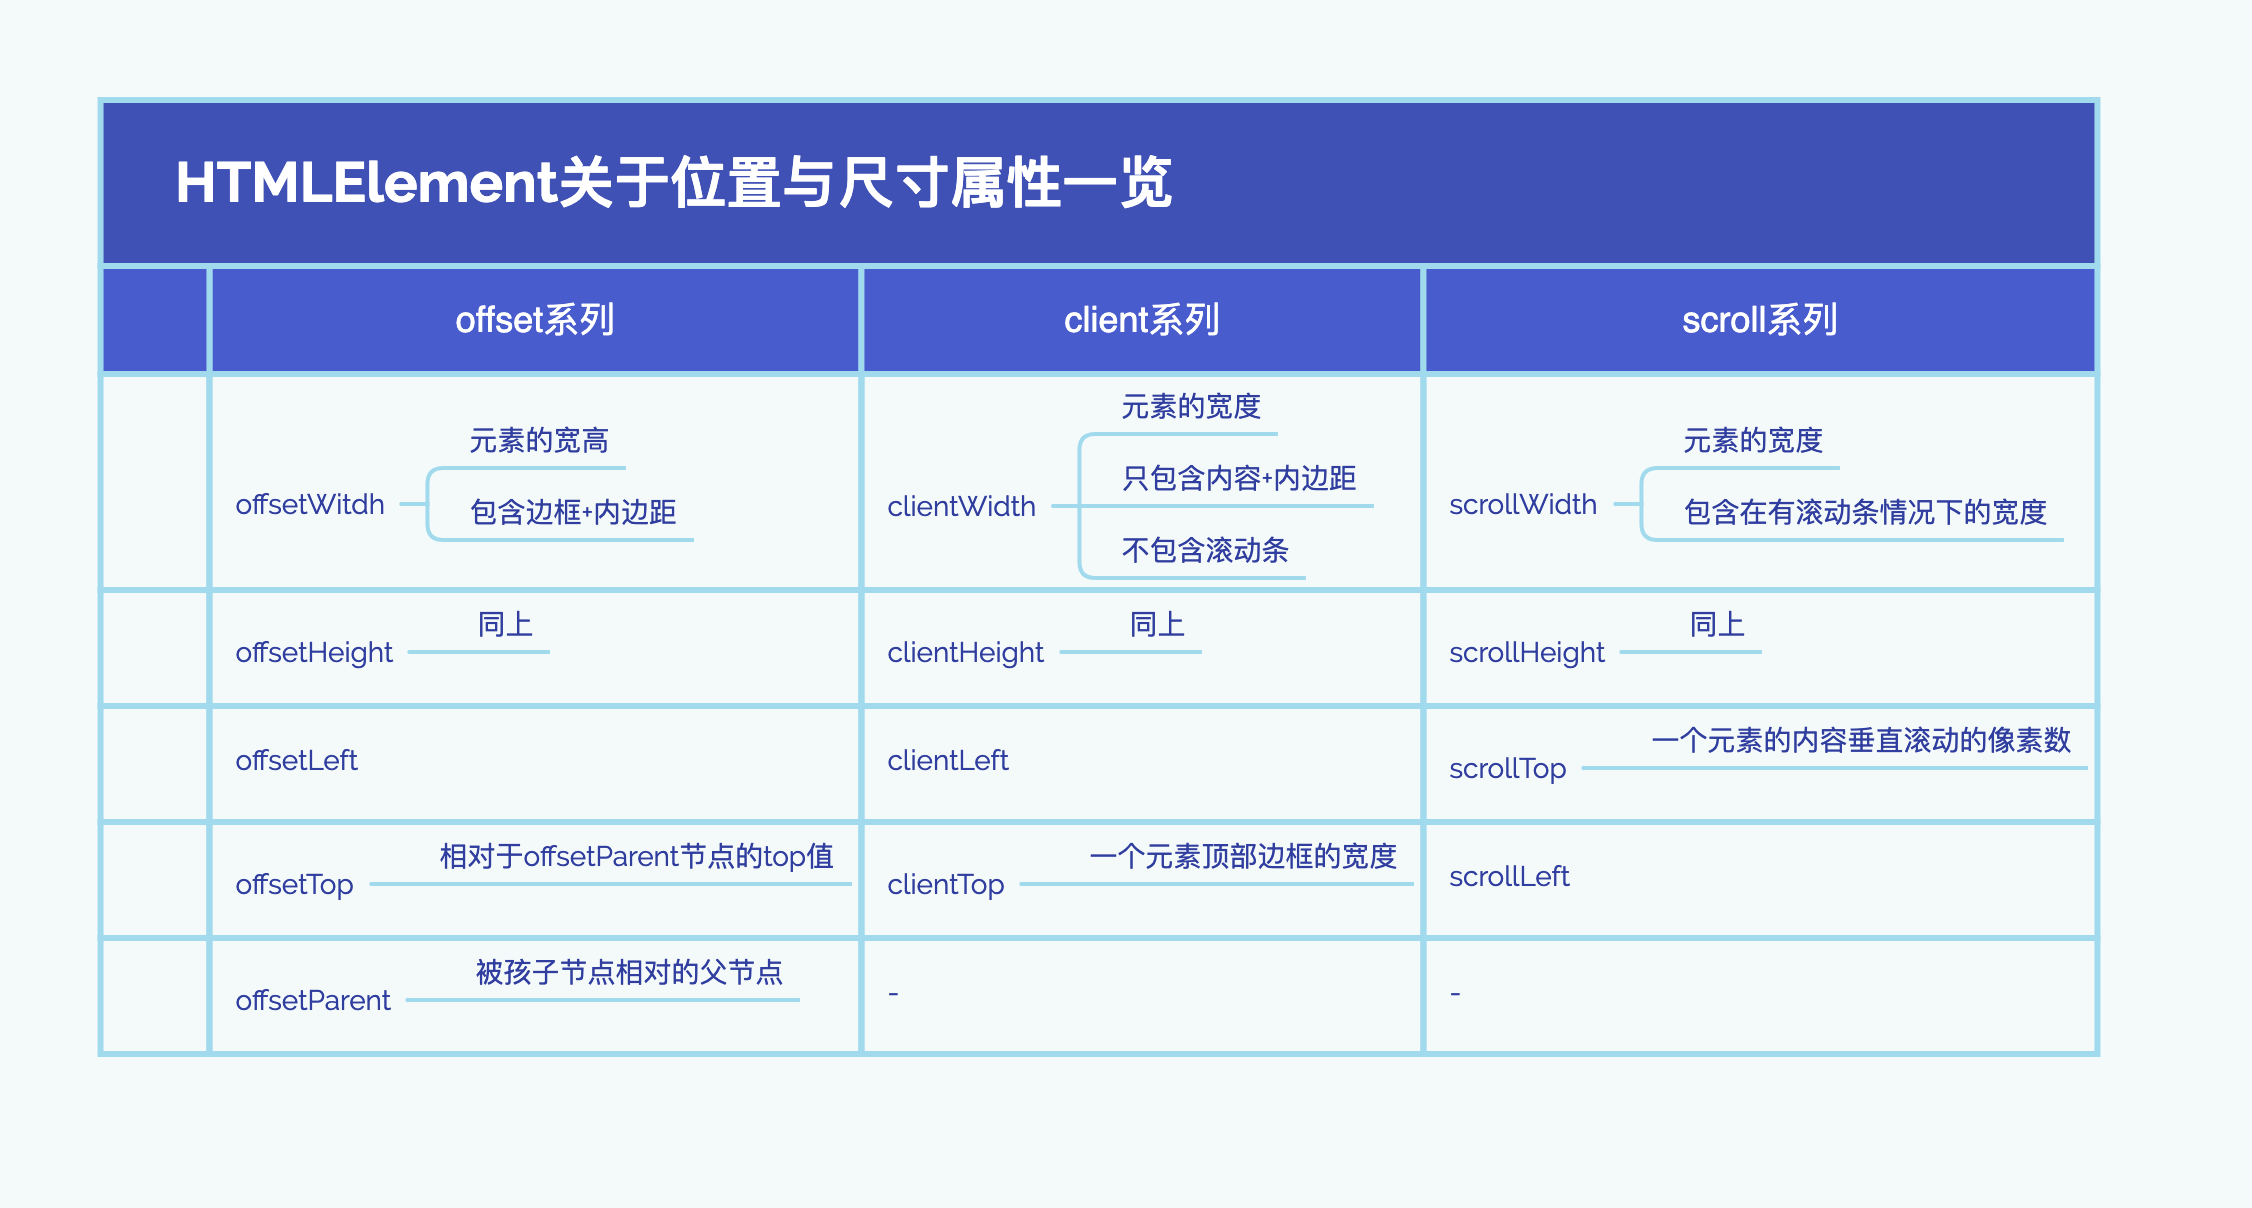 HTMLElement关于位置与尺寸属性一览
offset系列
client系列
scroll系列
offsetWitdh
元素的宽高
包含边框+内边距
clientWidth
元素的宽度
只包含内容+内边距
不包含滚动条
scrollWidth
元素的宽度
包含在有滚动条情况下的宽度
offsetHeight
同上
clientHeight
同上
scrollHeight
同上
offsetLeft
clientLeft
scrollTop
一个元素的内容垂直滚动的像素数
offsetTop
相对于offsetParent节点的top值
clientTop
一个元素顶部边框的宽度
scrollLeft
offsetParent
被孩子节点相对的父节点
-
-